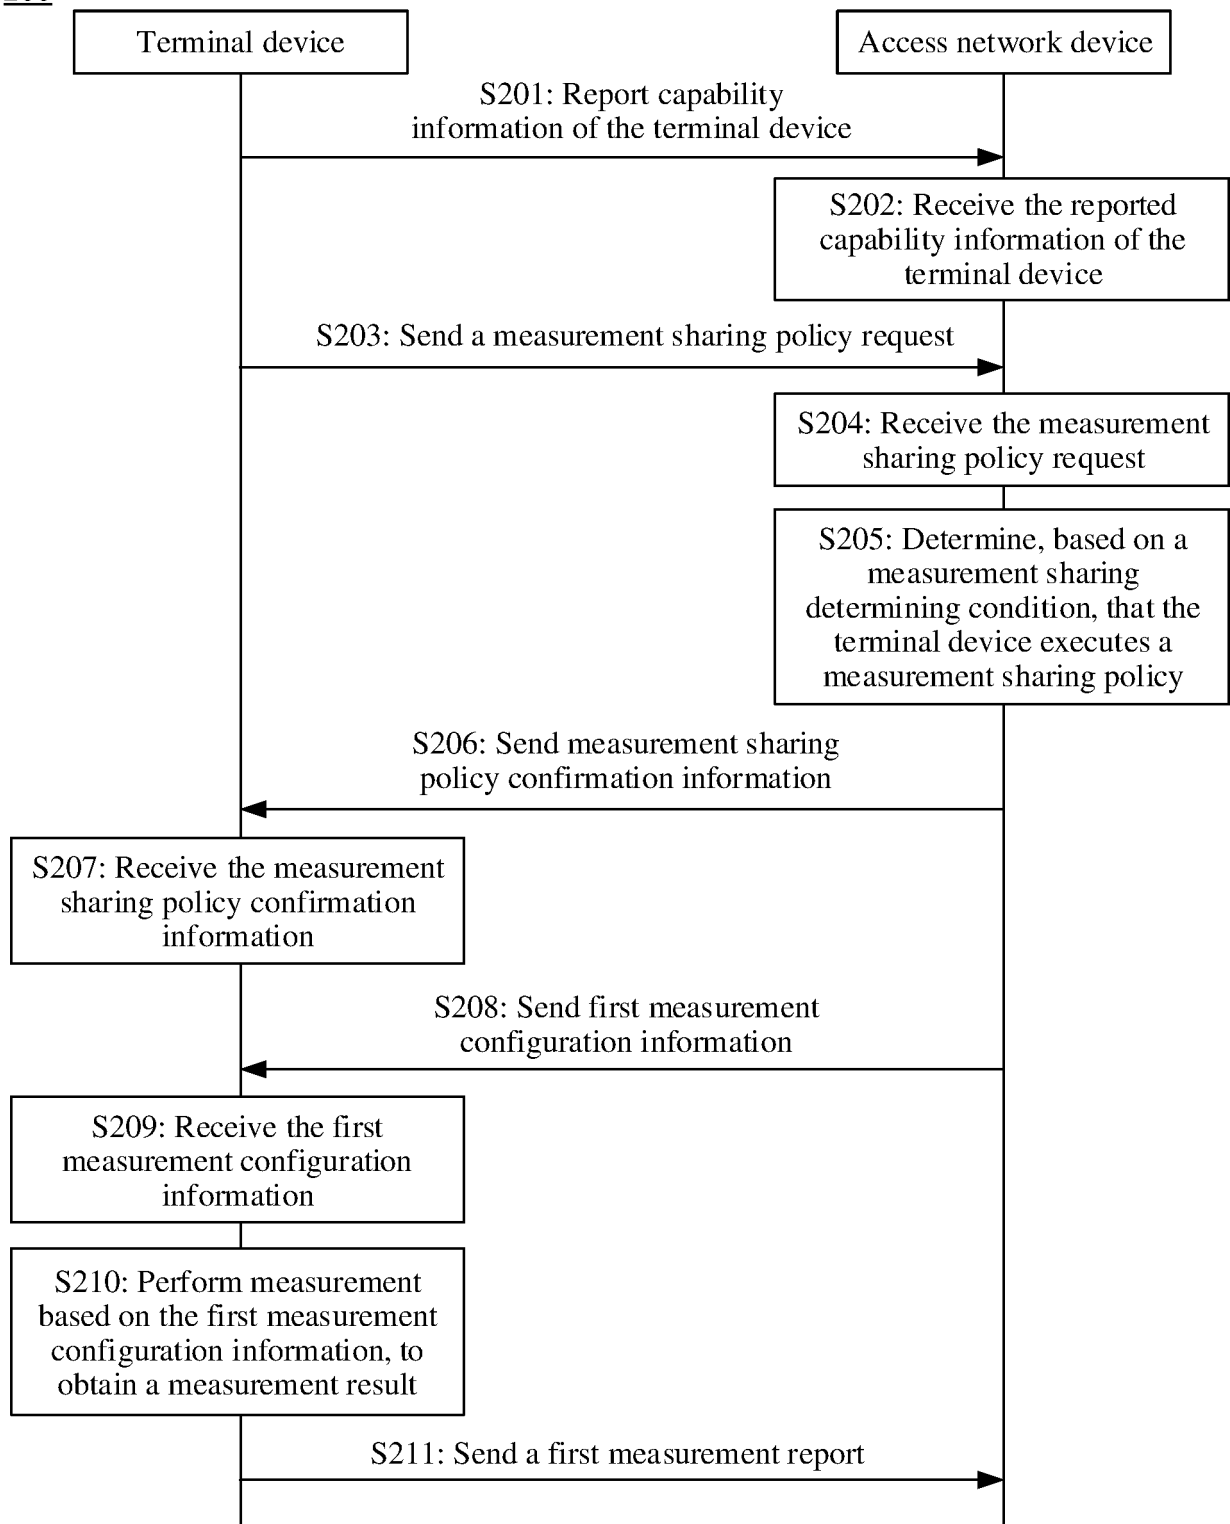 Terminal device
Access network device
S201: Report capability
information of the terminal device
S202: Receive the reported
capability information of the
terminal device
S203: Send a measurement sharing policy request
S204: Receive the measurement
sharing policy request
S205: Determine, based on a
measurement sharing
determining condition, that the
terminal device executes a
measurement sharing policy
S206: Send measurement sharing
policy confirmation information
S207: Receive the measurement
sharing policy confirmation
information
S208: Send first measurement
configuration information
S209: Receive the first
measurement configuration
information
S210: Perform measurement
based on the first measurement
configuration information, to
obtain a measurement result
S211: Send a first measurement report